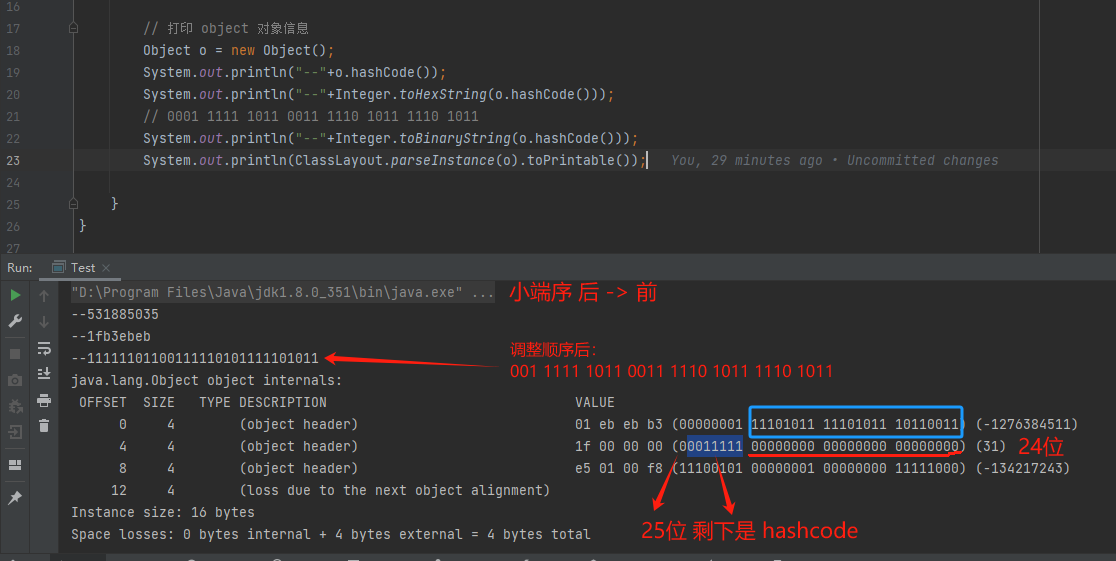 16
17 // 打印 object 对象信息
18 Object o = new Object();
19 System.out.println("--"+o.hashCode());
20 System.out.println("--"+Integer.toHexString(o.hashCode()));
21 // 0001 1111 1011 0011 1110 1011 1110 1011
22 System.out.println("--"+Integer.toBinaryString(o.hashCode()));
23 System.out.println(ClassLayout.parseInstance(o).toPrintable()); You, 29 minutes ago • Uncommitted changes
24
25 }
26 }
27
Run: Test ×
"D:\Program Files\Java\jdk1.8.0_351\bin\java.exe" ... 小端序 后 -> 前
--531885035
--1fb3ebeb
调整顺序后:
--11111101100111110101111101011
001 1111 1011 0011 1110 1011 1110 1011
java.lang.Object object internals:
OFFSET SIZE TYPE DESCRIPTION VALUE
0 4 (object header) 01 eb eb b3 (00000001 11101011 11101011 10110011) (-1276384511)
4 4 (object header) 1f 00 00 00 (00011111 00000000 00000000 00000000) (31) 24位
8 4 (object header) e5 01 00 f8 (11100101 00000001 00000000 11111000) (-134217243)
12 4 (loss due to the next object alignment)
Instance size: 16 bytes
25位 剩下是 hashcode
Space losses: 0 bytes internal + 4 bytes external = 4 bytes total